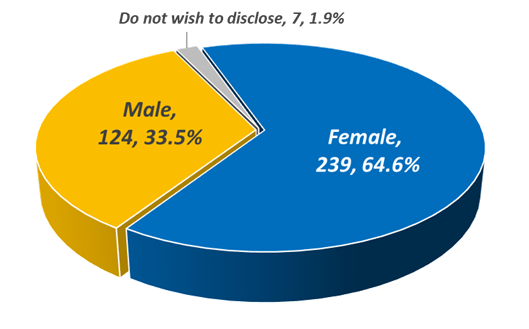 Do not wish to disclose, 7, 1.9%
Male,
124, 33.5%
Female,
239, 64.6%